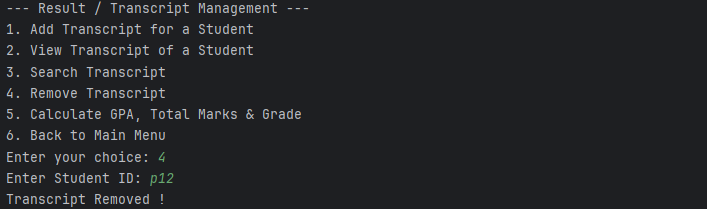 --- Result / Transcript Management ---
1. Add Transcript for a Student
2. View Transcript of a Student
3. Search Transcript
4. Remove Transcript
5. Calculate GPA, Total Marks & Grade
6. Back to Main Menu
Enter your choice: 4
Enter Student ID: p12
Transcript Removed !